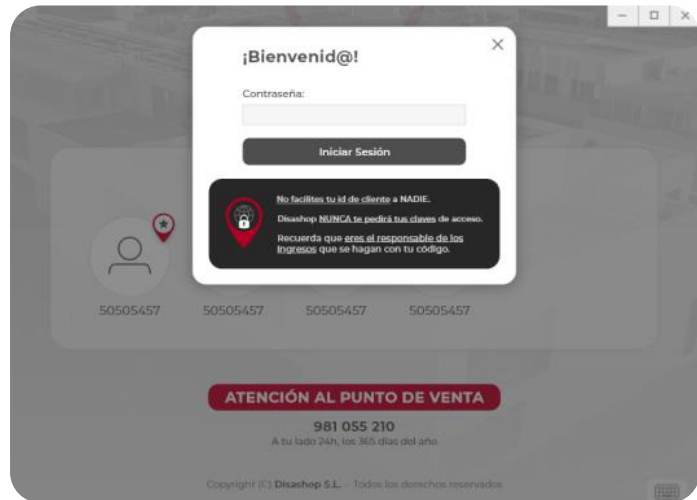 ¡Bienvenid@!
Contraseña:
Iniciar Sesión
No facilites tu id de cliente a NADIE.
Disashop NUNCA te pedirá tus claves de acceso.
Recuerda que eres el responsable de los
ingresos que se hagan con tu código.
50505457 50505457 50505457 50505457
ATENCIÓN AL PUNTO DE VENTA
981 055 210
A tu lado 24h, los 365 días del año
Copyright (C) Disashop S.L. - Todos los derechos reservados.